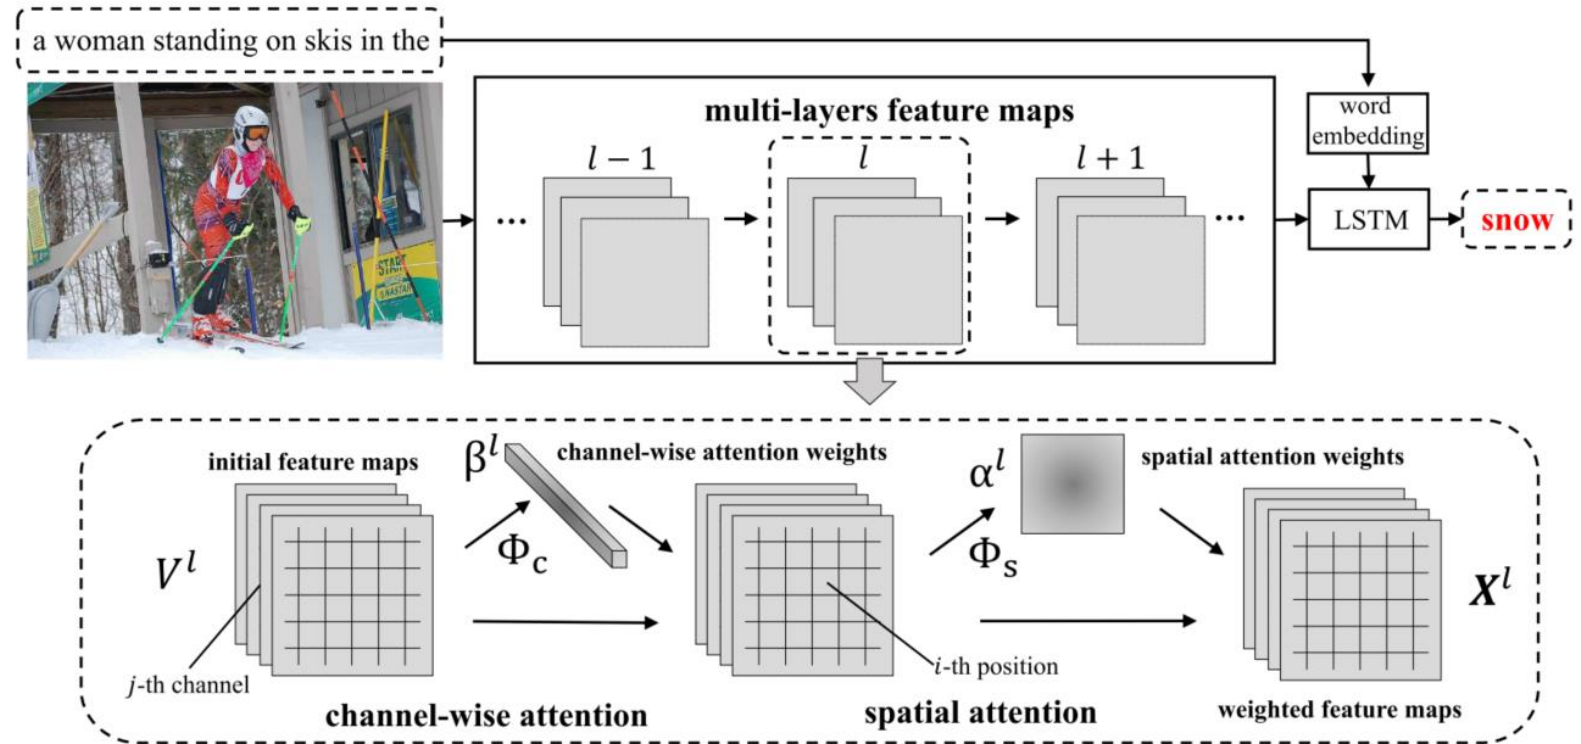 a woman standing on skis in the
multi-layers feature maps
l − 1
l
l + 1
...
...
word
embedding
LSTM
snow
START
NASTAR
initial feature maps
β^l
channel-wise attention weights
α^l
spatial attention weights
V^l
Φ_c
Φ_s
X^l
j-th channel
i-th position
channel-wise attention
spatial attention
weighted feature maps